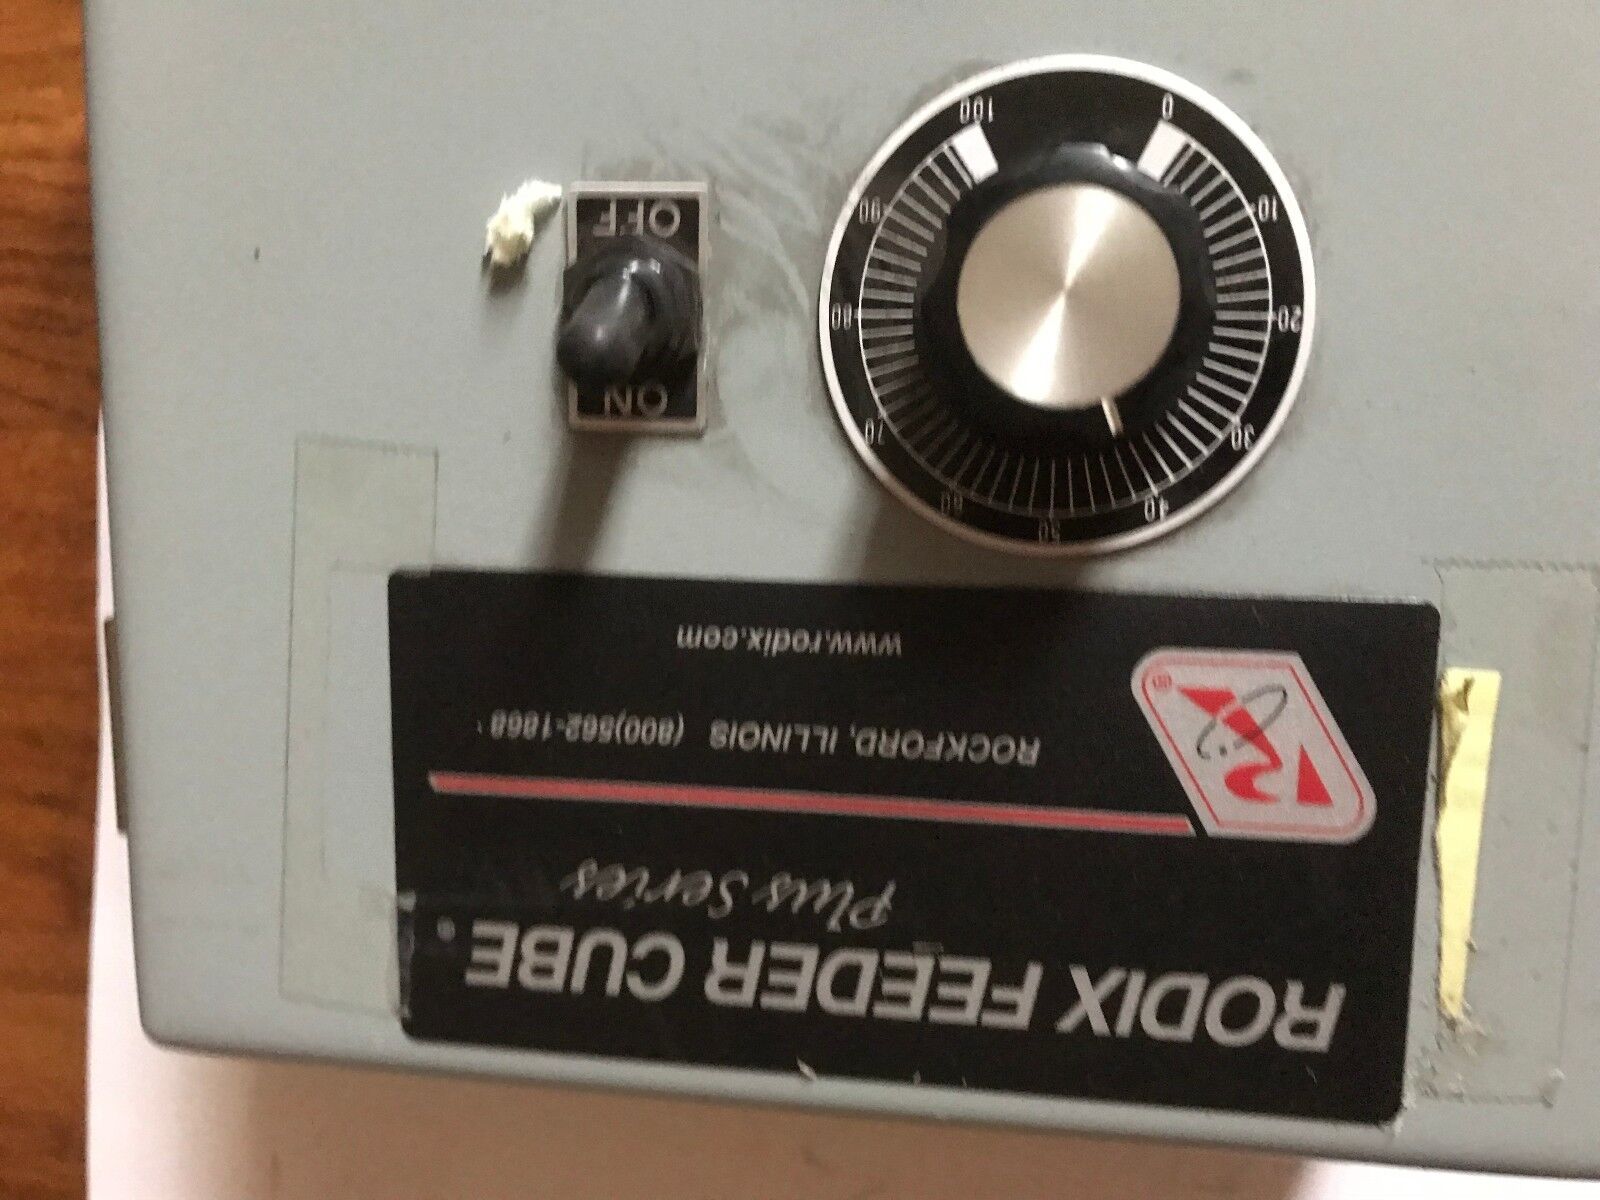 RODIX FEEDER CUBE
Plus Series
ROCKFORD, ILLINOIS (800)562-1868
www.rodix.com
R
®
0
10
20
30
40
50
60
70
80
90
100
ON
OFF